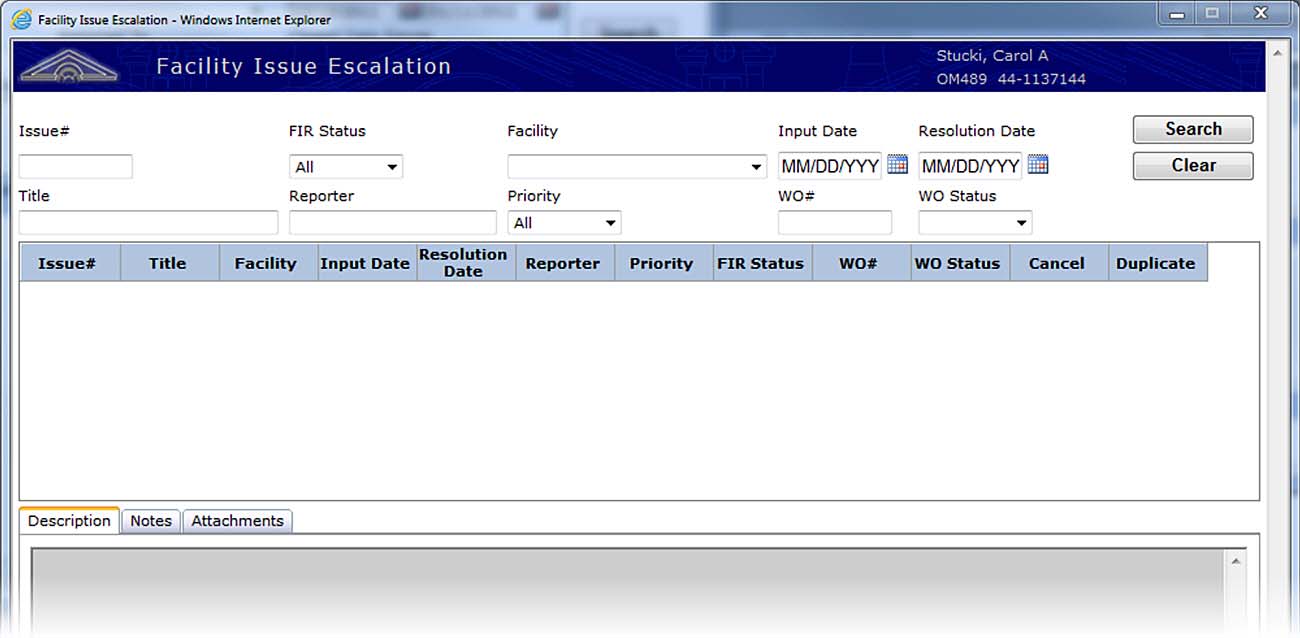 Facility Issue Escalation - Windows Internet Explorer
Facility Issue Escalation
Stucki, Carol A
OM489 44-1137144
Issue# FIR Status Facility Input Date Resolution Date Search
All MM/DD/YYY MM/DD/YYY Clear
Title Reporter Priority WO# WO Status
All
Issue# Title Facility Input Date Resolution Date Reporter Priority FIR Status WO# WO Status Cancel Duplicate
Description Notes Attachments